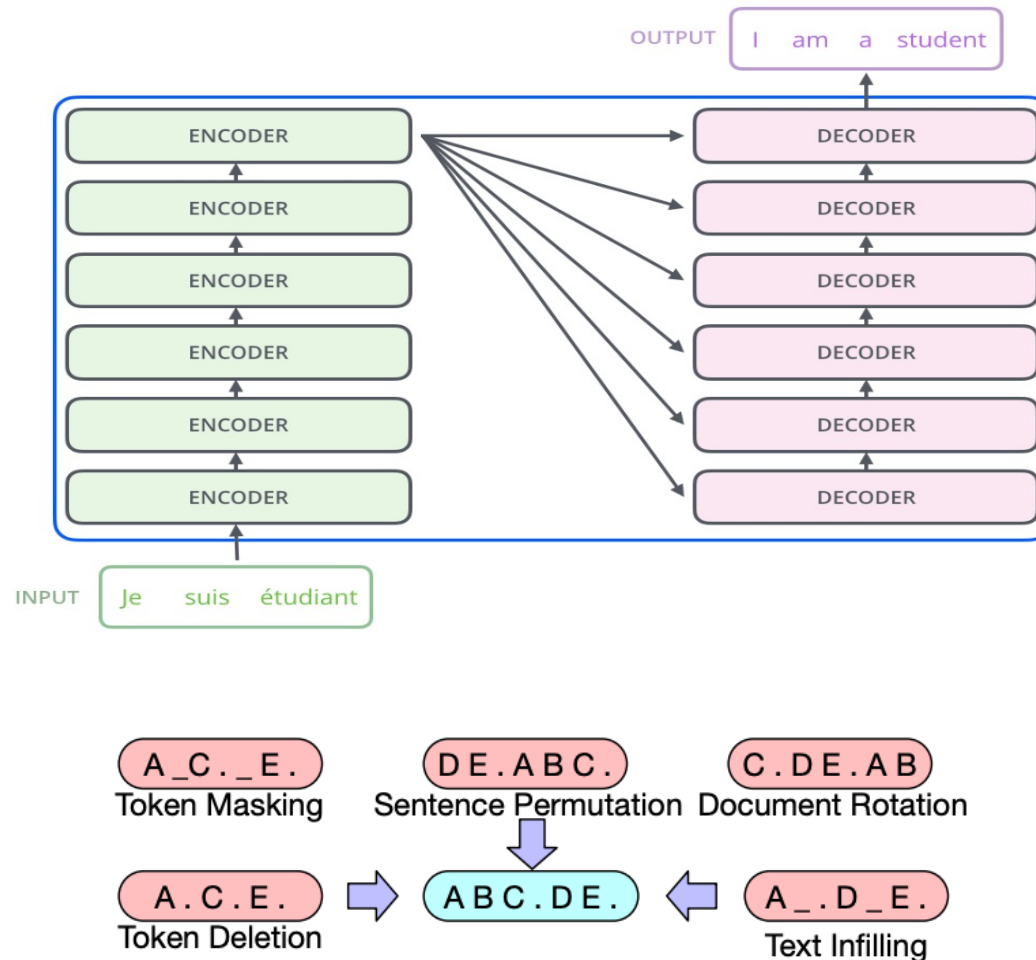 OUTPUT I am a student
ENCODER DECODER
ENCODER DECODER
ENCODER DECODER
ENCODER DECODER
ENCODER DECODER
ENCODER DECODER
INPUT Je suis étudiant
A _ C . _ E . D E . A B C . C . D E . A B
Token Masking Sentence Permutation Document Rotation
A . C . E . A B C . D E . A _ . D _ E .
Token Deletion Text Infilling